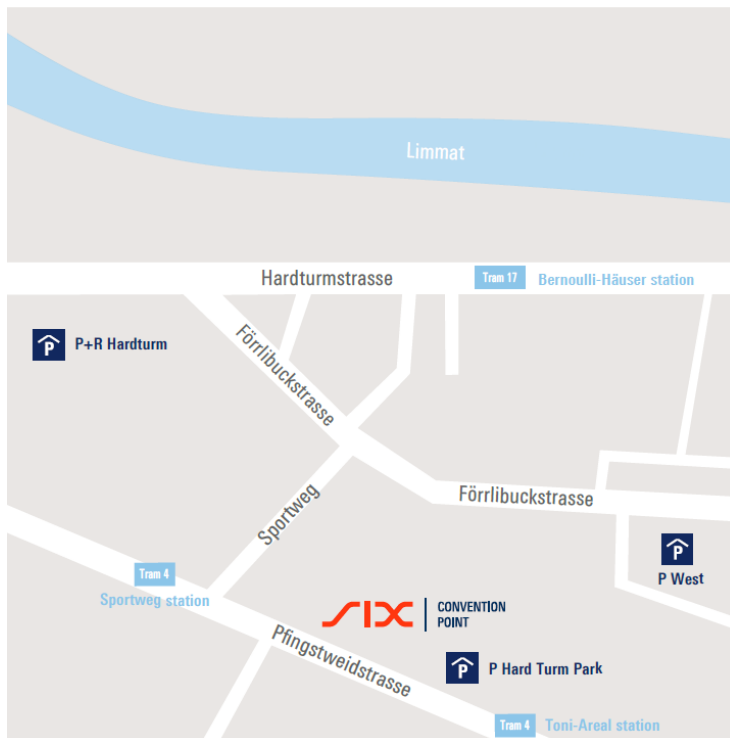 Limmat
Hardturmstrasse
Tram 17
Bernoulli-Häuser station
P
P+R Hardturm
Förrlibuckstrasse
Sportweg
Förrlibuckstrasse
P
P West
Tram 4
Sportweg station
SIX
CONVENTION
POINT
Pfingstweidstrasse
P
P Hard Turm Park
Tram 4
Toni-Areal station